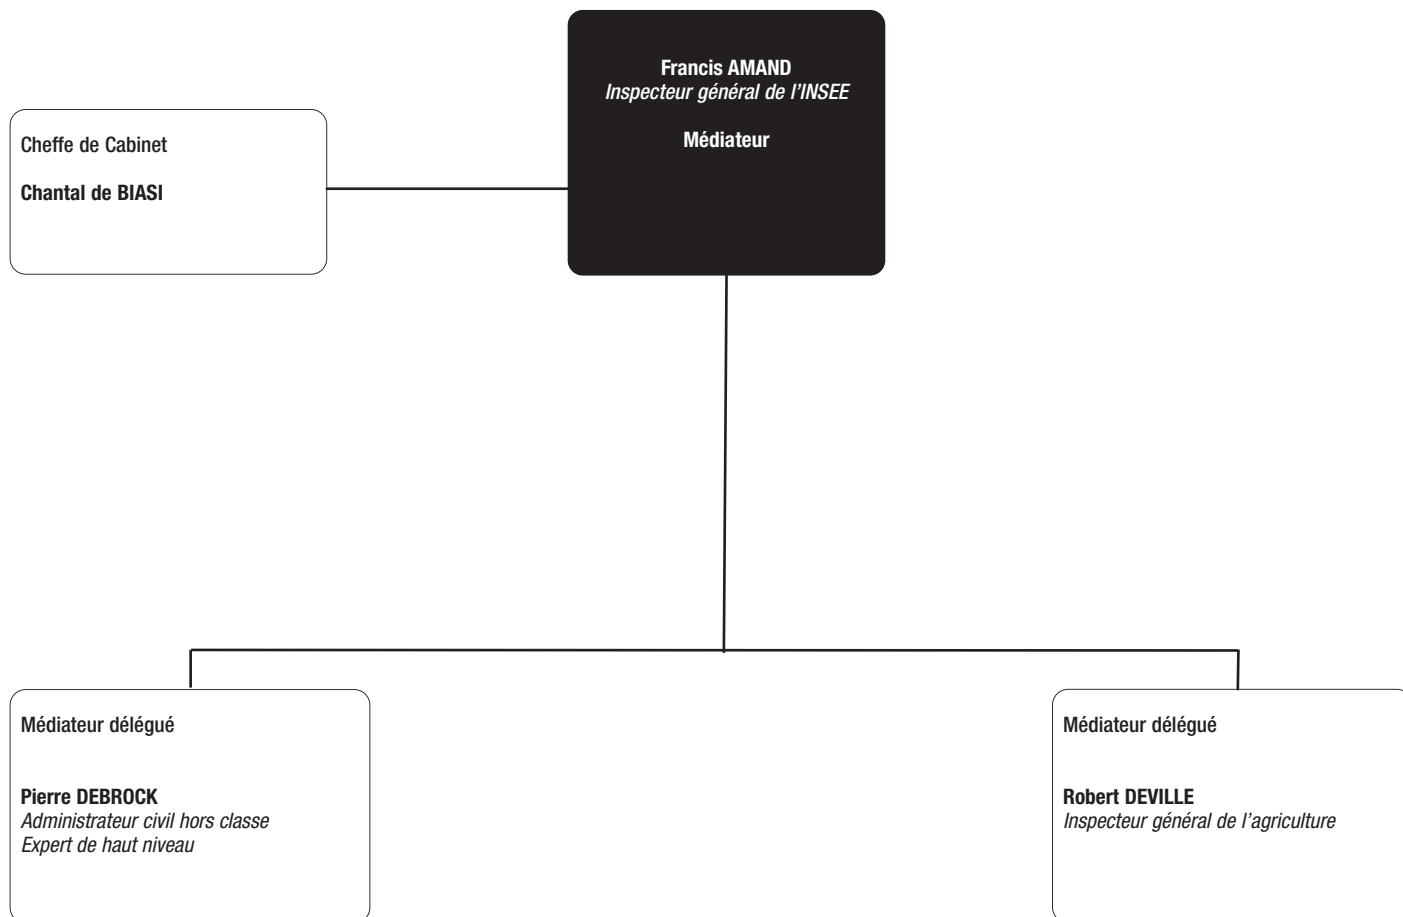 Francis AMAND
Inspecteur général de l’INSEE
Médiateur
Cheffe de Cabinet
Chantal de BIASI
Médiateur délégué
Pierre DEBROCK
Administrateur civil hors classe
Expert de haut niveau
Médiateur délégué
Robert DEVILLE
Inspecteur général de l’agriculture